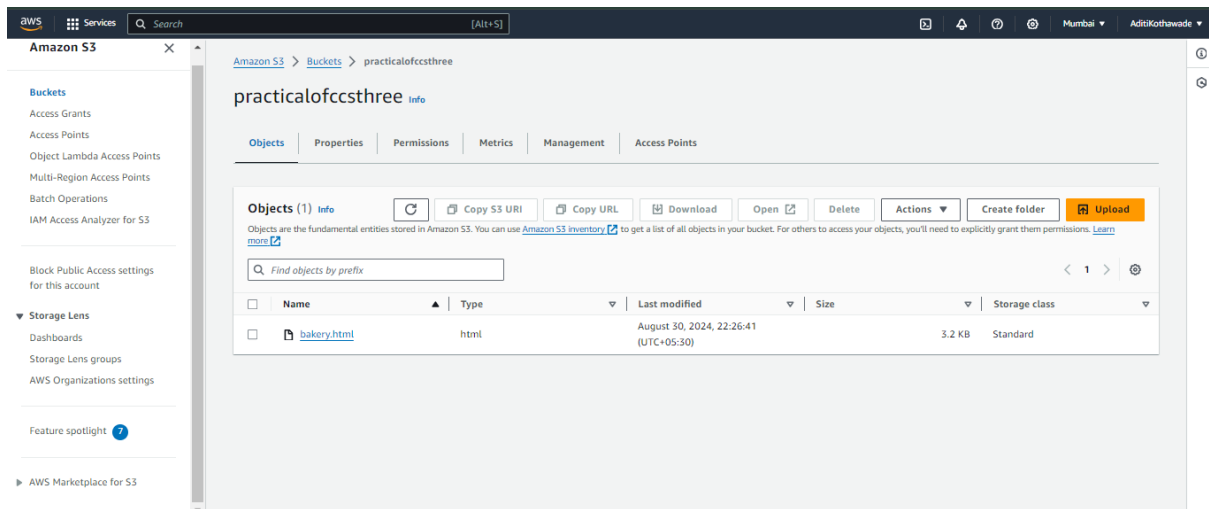 aws Services Search [Alt+S] Mumbai ▼ AditiKothawade ▼
Amazon S3
Buckets
Access Grants
Access Points
Object Lambda Access Points
Multi-Region Access Points
Batch Operations
IAM Access Analyzer for S3
Block Public Access settings
for this account
Storage Lens
Dashboards
Storage Lens groups
AWS Organizations settings
Feature spotlight 7
AWS Marketplace for S3
Amazon S3 > Buckets > practicalofccsthree
practicalofccsthree Info
Objects Properties Permissions Metrics Management Access Points
Objects (1) Info Copy S3 URI Copy URL Download Open Delete Actions ▼ Create folder Upload
Objects are the fundamental entities stored in Amazon S3. You can use Amazon S3 inventory to get a list of all objects in your bucket. For others to access your objects, you'll need to explicitly grant them permissions. Learn
more
Find objects by prefix < 1 >
Name Type Last modified Size Storage class
bakery.html html August 30, 2024, 22:26:41 3.2 KB Standard
(UTC+05:30)